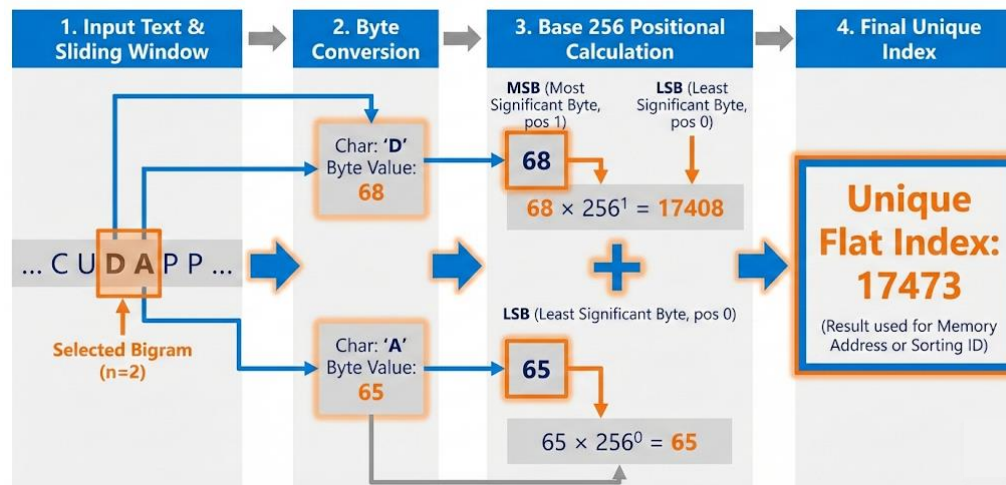 1. Input Text &
Sliding Window
2. Byte
Conversion
3. Base 256 Positional
Calculation
4. Final Unique
Index
... C U D A P P ...
Selected Bigram
(n=2)
Char: 'D'
Byte Value:
68
Char: 'A'
Byte Value:
65
MSB (Most
Significant Byte,
pos 1)
LSB (Least
Significant Byte,
pos 0)
68
68 × 256¹ = 17408
+
LSB (Least Significant Byte, pos 0)
65
65 × 256⁰ = 65
Unique
Flat Index:
17473
(Result used for Memory
Address or Sorting ID)